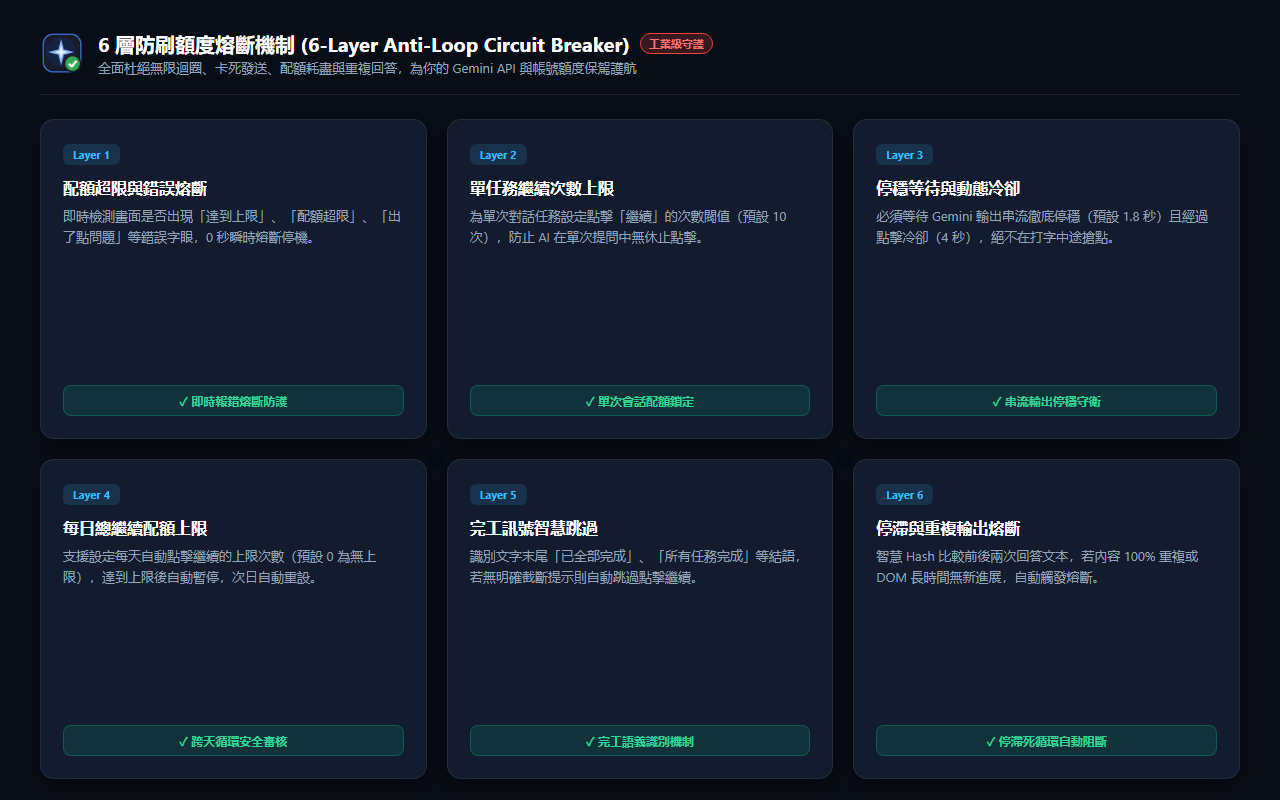 6 層防刷額度熔斷機制 (6-Layer Anti-Loop Circuit Breaker)
工業級守護
全面杜絕無限迴圈、卡死發送、配額耗盡與重複回答，為你的 Gemini API 與帳號額度保駕護航
Layer 1
配額超限與錯誤熔斷
即時檢測畫面是否出現「達到上限」、「配額超限」、「出
了點問題」等錯誤字眼，0 秒瞬時熔斷停機。
✓ 即時報錯熔斷防護
Layer 2
單任務繼續次數上限
為單次對話任務設定點擊「繼續」的次數閥值（預設 10
次），防止 AI 在單次提問中無休止點擊。
✓ 單次會話配額鎖定
Layer 3
停穩等待與動態冷卻
必須等待 Gemini 輸出串流徹底停穩（預設 1.8 秒）且經過
點擊冷卻（4 秒），絕不在打字中途搶點。
✓ 串流輸出停穩守衛
Layer 4
每日總繼續配額上限
支援設定每天自動點擊繼續的上限次數（預設 0 為無上
限），達到上限後自動暫停，次日自動重設。
✓ 跨天循環安全審核
Layer 5
完工訊號智慧跳過
識別文字末尾「已全部完成」、「所有任務完成」等結語，
若無明確截斷提示則自動跳過點擊繼續。
✓ 完工語義識別機制
Layer 6
停滯與重複輸出熔斷
智慧 Hash 比較前後兩次回答文本，若內容 100% 重複或
DOM 長時間無新進展，自動觸發熔斷。
✓ 停滯死循環自動阻斷